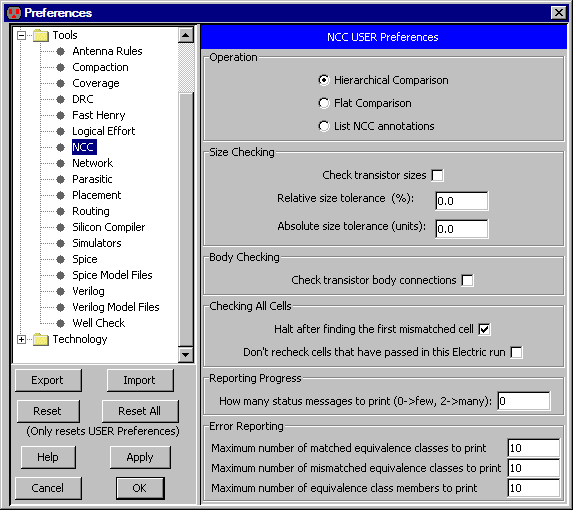 Preferences
Tools
Antenna Rules
Compaction
Coverage
DRC
Fast Henry
Logical Effort
NCC
Network
Parasitic
Placement
Routing
Silicon Compiler
Simulators
Spice
Spice Model Files
Verilog
Verilog Model Files
Well Check
Technology
Export Import
Reset Reset All
(Only resets USER Preferences)
Help Apply
Cancel OK
NCC USER Preferences
Operation
Hierarchical Comparison
Flat Comparison
List NCC annotations
Size Checking
Check transistor sizes
Relative size tolerance (%): 0.0
Absolute size tolerance (units): 0.0
Body Checking
Check transistor body connections
Checking All Cells
Halt after finding the first mismatched cell
Don't recheck cells that have passed in this Electric run
Reporting Progress
How many status messages to print (0->few, 2->many): 0
Error Reporting
Maximum number of matched equivalence classes to print 10
Maximum number of mismatched equivalence classes to print 10
Maximum number of equivalence class members to print 10